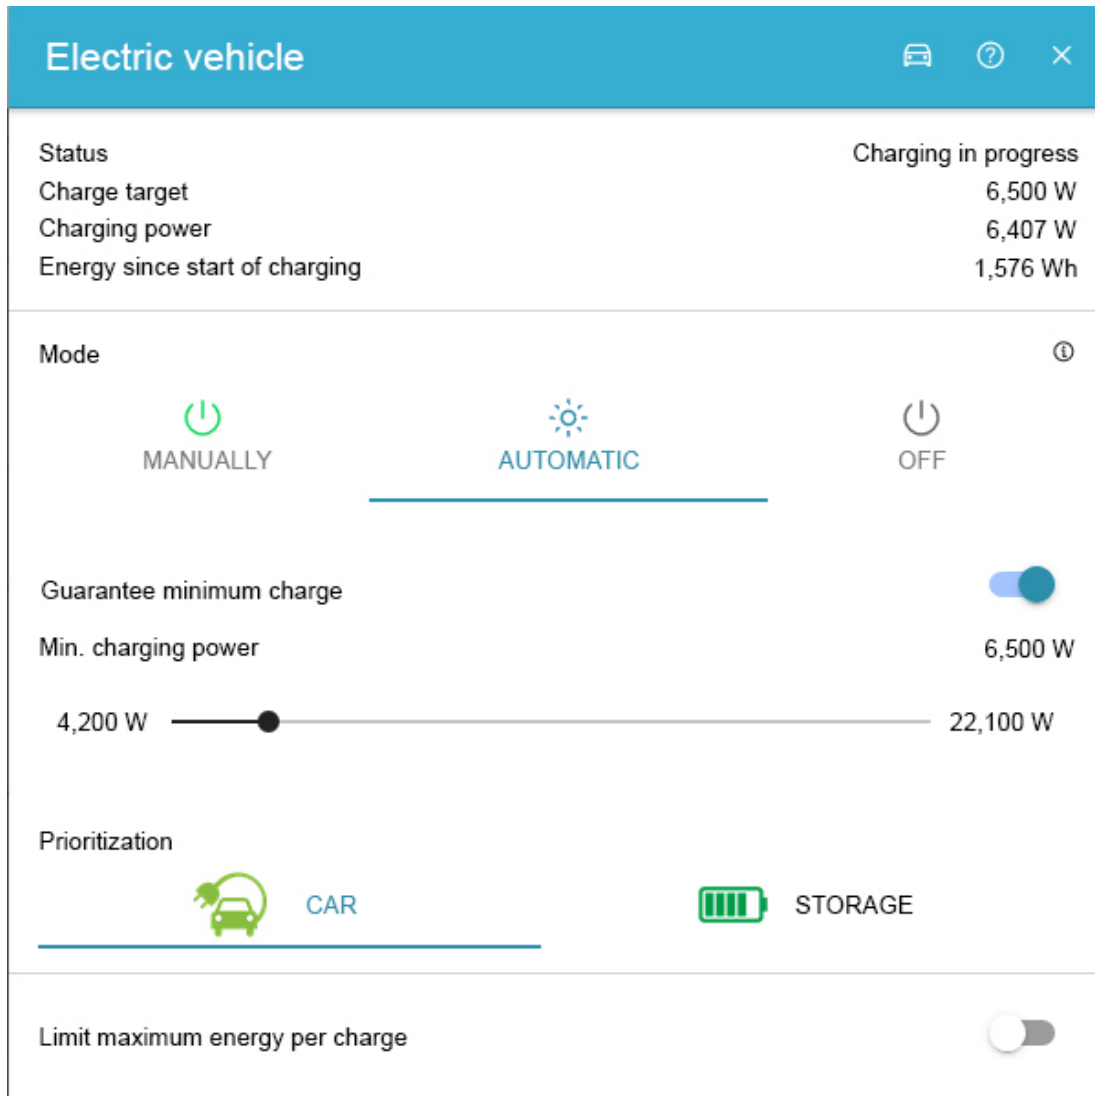 Electric vehicle
Status Charging in progress
Charge target 6,500 W
Charging power 6,407 W
Energy since start of charging 1,576 Wh
Mode
MANUALLY AUTOMATIC OFF
Guarantee minimum charge
Min. charging power 6,500 W
4,200 W 22,100 W
Prioritization
CAR STORAGE
Limit maximum energy per charge